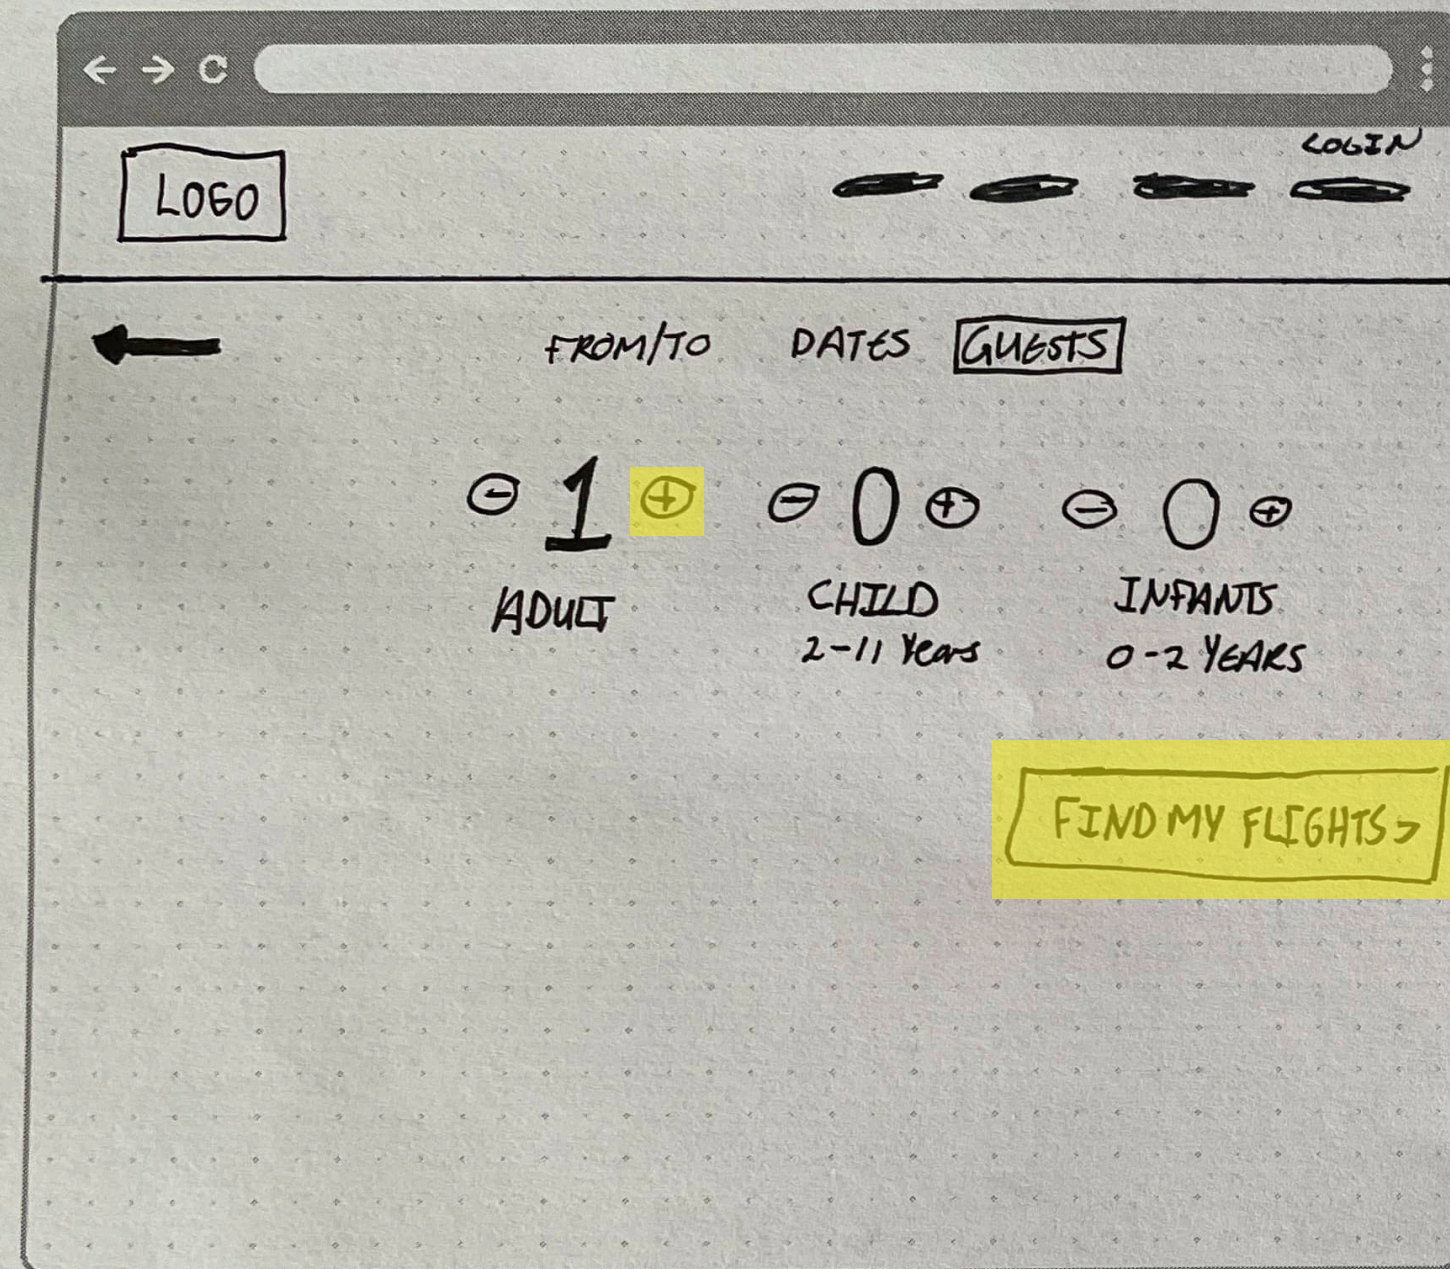 LOGIN
LOGO
FROM/TO DATES GUESTS
1 0 0
ADULT CHILD INFANTS
2-11 Years 0-2 YEARS
FIND MY FLIGHTS >